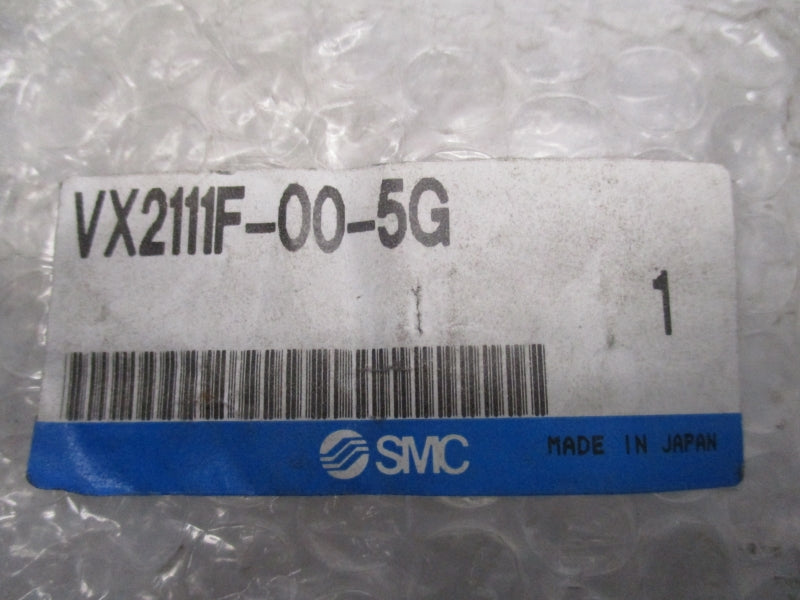 VX2111F-00-5G
1
SMC MADE IN JAPAN